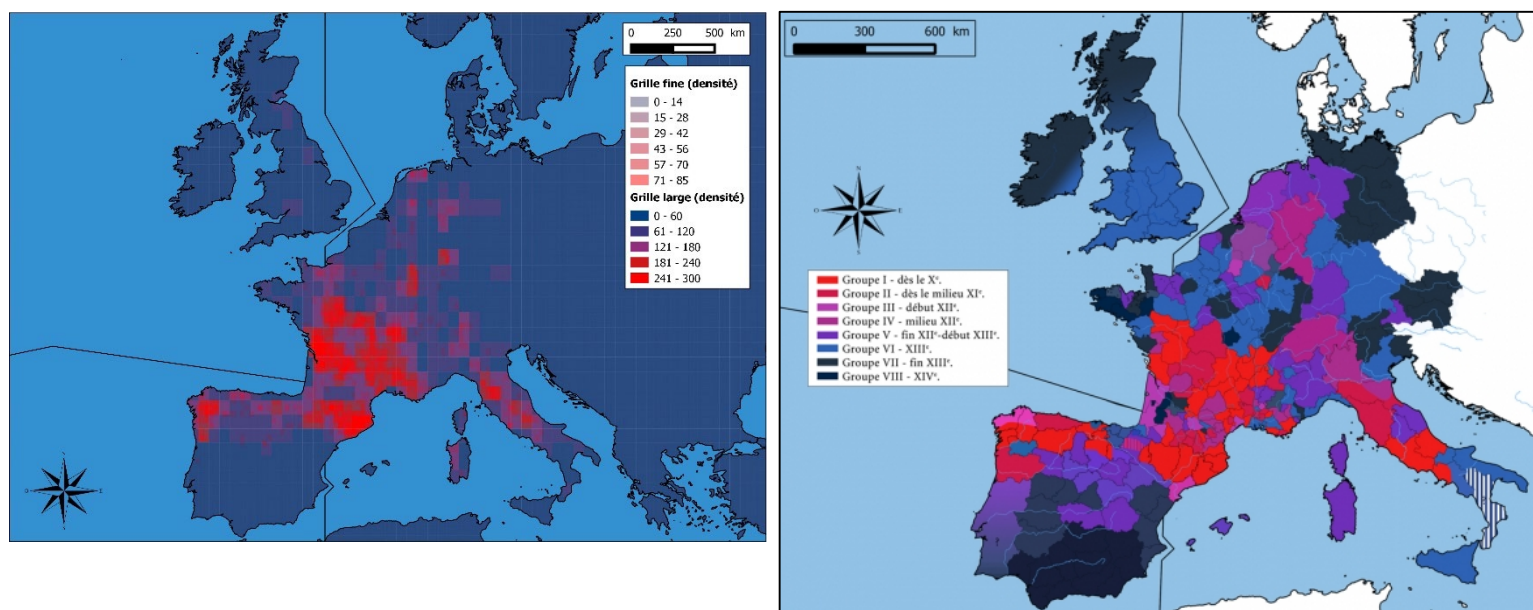 0 250 500 km
Grille fine (densité)
0 - 14
15 - 28
29 - 42
43 - 56
57 - 70
71 - 85
Grille large (densité)
0 - 60
61 - 120
121 - 180
181 - 240
241 - 300
N
O
E
S
0 300 600 km
N
O
E
S
Groupe I - dès le Xᵉ.
Groupe II - dès le milieu XIᵉ.
Groupe III - début XIIᵉ.
Groupe IV - milieu XIIᵉ.
Groupe V - fin XIIᵉ-début XIIIᵉ.
Groupe VI - XIIIᵉ.
Groupe VII - fin XIIIᵉ.
Groupe VIII - XIVᵉ.